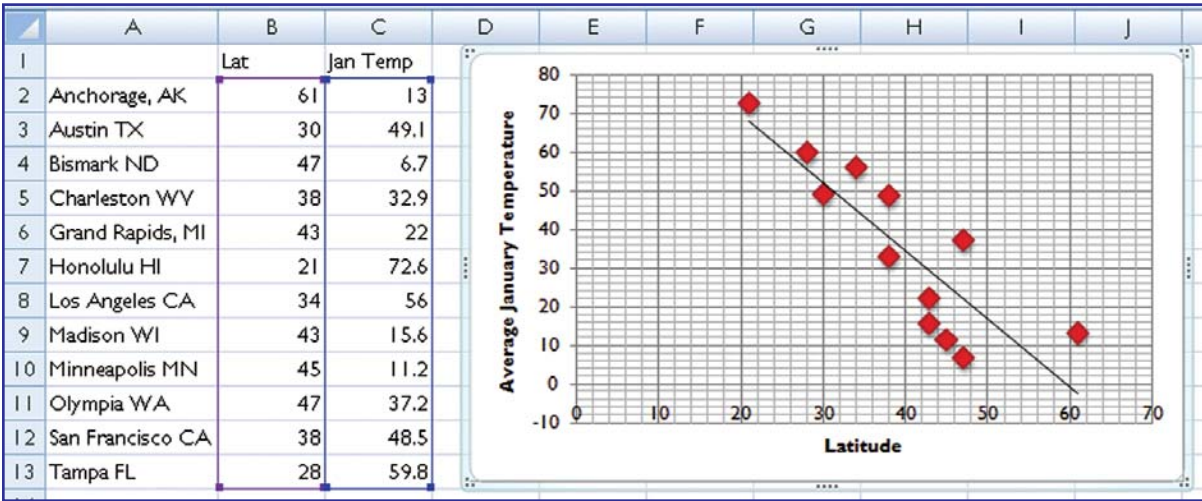 A B C D E F G H I J
1 Lat Jan Temp
2 Anchorage, AK 61 13
3 Austin TX 30 49.1
4 Bismark ND 47 6.7
5 Charleston WV 38 32.9
6 Grand Rapids, MI 43 22
7 Honolulu HI 21 72.6
8 Los Angeles CA 34 56
9 Madison WI 43 15.6
10 Minneapolis MN 45 11.2
11 Olympia WA 47 37.2
12 San Francisco CA 38 48.5
13 Tampa FL 28 59.8
Average January Temperature
80
70
60
50
40
30
20
10
0
-10
0 10 20 30 40 50 60 70
Latitude